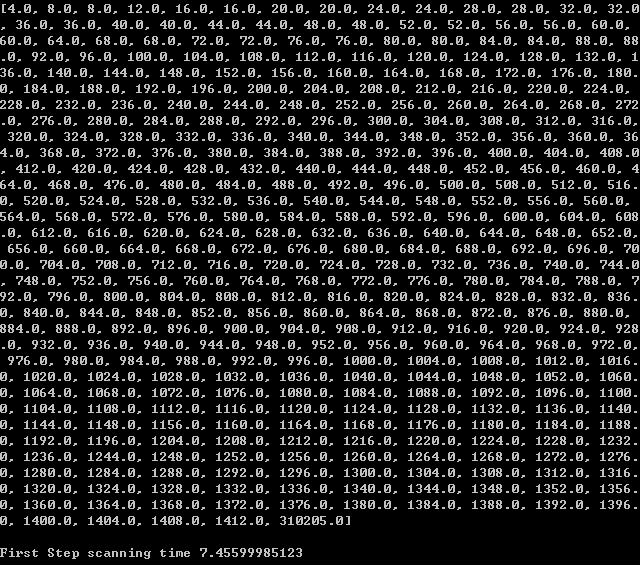 [4.0, 8.0, 8.0, 12.0, 16.0, 16.0, 20.0, 20.0, 24.0, 24.0, 28.0, 28.0, 32.0, 32.0
, 36.0, 36.0, 40.0, 40.0, 44.0, 44.0, 48.0, 48.0, 52.0, 52.0, 56.0, 56.0, 60.0,
60.0, 64.0, 68.0, 68.0, 72.0, 72.0, 76.0, 76.0, 80.0, 80.0, 84.0, 84.0, 88.0, 88
.0, 92.0, 96.0, 100.0, 104.0, 108.0, 112.0, 116.0, 120.0, 124.0, 128.0, 132.0, 1
36.0, 140.0, 144.0, 148.0, 152.0, 156.0, 160.0, 164.0, 168.0, 172.0, 176.0, 180.
0, 184.0, 188.0, 192.0, 196.0, 200.0, 204.0, 208.0, 212.0, 216.0, 220.0, 224.0,
228.0, 232.0, 236.0, 240.0, 244.0, 248.0, 252.0, 256.0, 260.0, 264.0, 268.0, 272
.0, 276.0, 280.0, 284.0, 288.0, 292.0, 296.0, 300.0, 304.0, 308.0, 312.0, 316.0,
320.0, 324.0, 328.0, 332.0, 336.0, 340.0, 344.0, 348.0, 352.0, 356.0, 360.0, 36
4.0, 368.0, 372.0, 376.0, 380.0, 384.0, 388.0, 392.0, 396.0, 400.0, 404.0, 408.0
, 412.0, 420.0, 424.0, 428.0, 432.0, 440.0, 444.0, 448.0, 452.0, 456.0, 460.0, 4
64.0, 468.0, 476.0, 480.0, 484.0, 488.0, 492.0, 496.0, 500.0, 508.0, 512.0, 516.
0, 520.0, 524.0, 528.0, 532.0, 536.0, 540.0, 544.0, 548.0, 552.0, 556.0, 560.0,
564.0, 568.0, 572.0, 576.0, 580.0, 584.0, 588.0, 592.0, 596.0, 600.0, 604.0, 608
.0, 612.0, 616.0, 620.0, 624.0, 628.0, 632.0, 636.0, 640.0, 644.0, 648.0, 652.0,
656.0, 660.0, 664.0, 668.0, 672.0, 676.0, 680.0, 684.0, 688.0, 692.0, 696.0, 70
0.0, 704.0, 708.0, 712.0, 716.0, 720.0, 724.0, 728.0, 732.0, 736.0, 740.0, 744.0
, 748.0, 752.0, 756.0, 760.0, 764.0, 768.0, 772.0, 776.0, 780.0, 784.0, 788.0, 7
92.0, 796.0, 800.0, 804.0, 808.0, 812.0, 816.0, 820.0, 824.0, 828.0, 832.0, 836.
0, 840.0, 844.0, 848.0, 852.0, 856.0, 860.0, 864.0, 868.0, 872.0, 876.0, 880.0,
884.0, 888.0, 892.0, 896.0, 900.0, 904.0, 908.0, 912.0, 916.0, 920.0, 924.0, 928
.0, 932.0, 936.0, 940.0, 944.0, 948.0, 952.0, 956.0, 960.0, 964.0, 968.0, 972.0,
976.0, 980.0, 984.0, 988.0, 992.0, 996.0, 1000.0, 1004.0, 1008.0, 1012.0, 1016.
0, 1020.0, 1024.0, 1028.0, 1032.0, 1036.0, 1040.0, 1044.0, 1048.0, 1052.0, 1060.
0, 1064.0, 1068.0, 1072.0, 1076.0, 1080.0, 1084.0, 1088.0, 1092.0, 1096.0, 1100.
0, 1104.0, 1108.0, 1112.0, 1116.0, 1120.0, 1124.0, 1128.0, 1132.0, 1136.0, 1140.
0, 1144.0, 1148.0, 1156.0, 1160.0, 1164.0, 1168.0, 1176.0, 1180.0, 1184.0, 1188.
0, 1192.0, 1196.0, 1204.0, 1208.0, 1212.0, 1216.0, 1220.0, 1224.0, 1228.0, 1232.
0, 1236.0, 1244.0, 1248.0, 1252.0, 1256.0, 1260.0, 1264.0, 1268.0, 1272.0, 1276.
0, 1280.0, 1284.0, 1288.0, 1292.0, 1296.0, 1300.0, 1304.0, 1308.0, 1312.0, 1316.
0, 1320.0, 1324.0, 1328.0, 1332.0, 1336.0, 1340.0, 1344.0, 1348.0, 1352.0, 1356.
0, 1360.0, 1364.0, 1368.0, 1372.0, 1376.0, 1380.0, 1384.0, 1388.0, 1392.0, 1396.
0, 1400.0, 1404.0, 1408.0, 1412.0, 310205.0]
First Step scanning time 7.45599985123